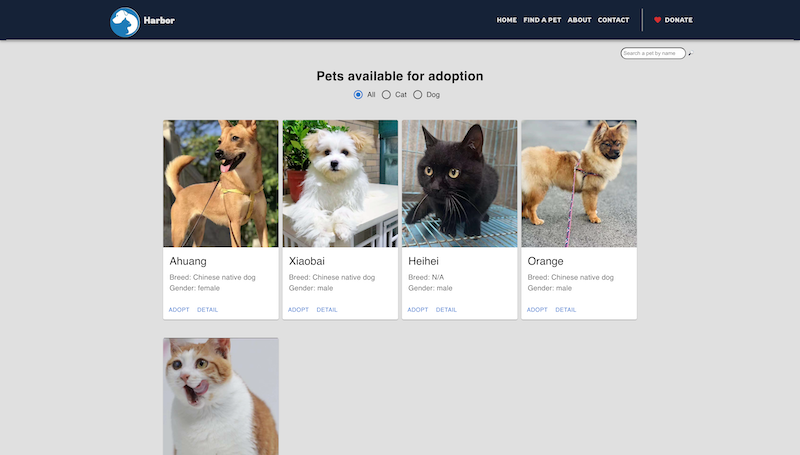 Harbor
HOME FIND A PET ABOUT CONTACT DONATE
Search a pet by name
Pets available for adoption
All Cat Dog
Ahuang
Breed: Chinese native dog
Gender: female
ADOPT DETAIL
Xiaobai
Breed: Chinese native dog
Gender: male
ADOPT DETAIL
Heihei
Breed: N/A
Gender: male
ADOPT DETAIL
Orange
Breed: Chinese native dog
Gender: male
ADOPT DETAIL